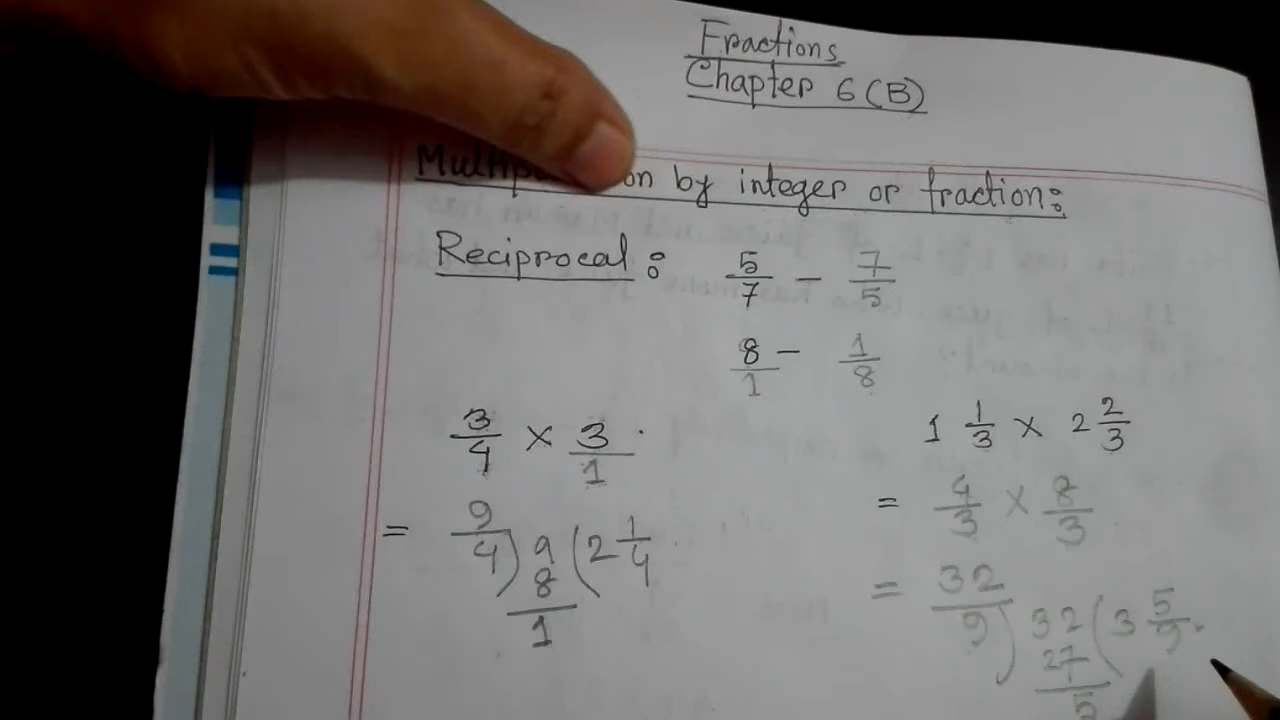 Fractions
Chapter 6 (B)
on by integer or fraction:
Reciprocal: 5/7 - 7/5
8/1 - 1/8
3/4 × 3/1
= 9/4) 9 (2 1/4
8
1
1 1/3 × 2 2/3
= 4/3 × 8/3
= 32/9) 32 (3 5/9.
27
5